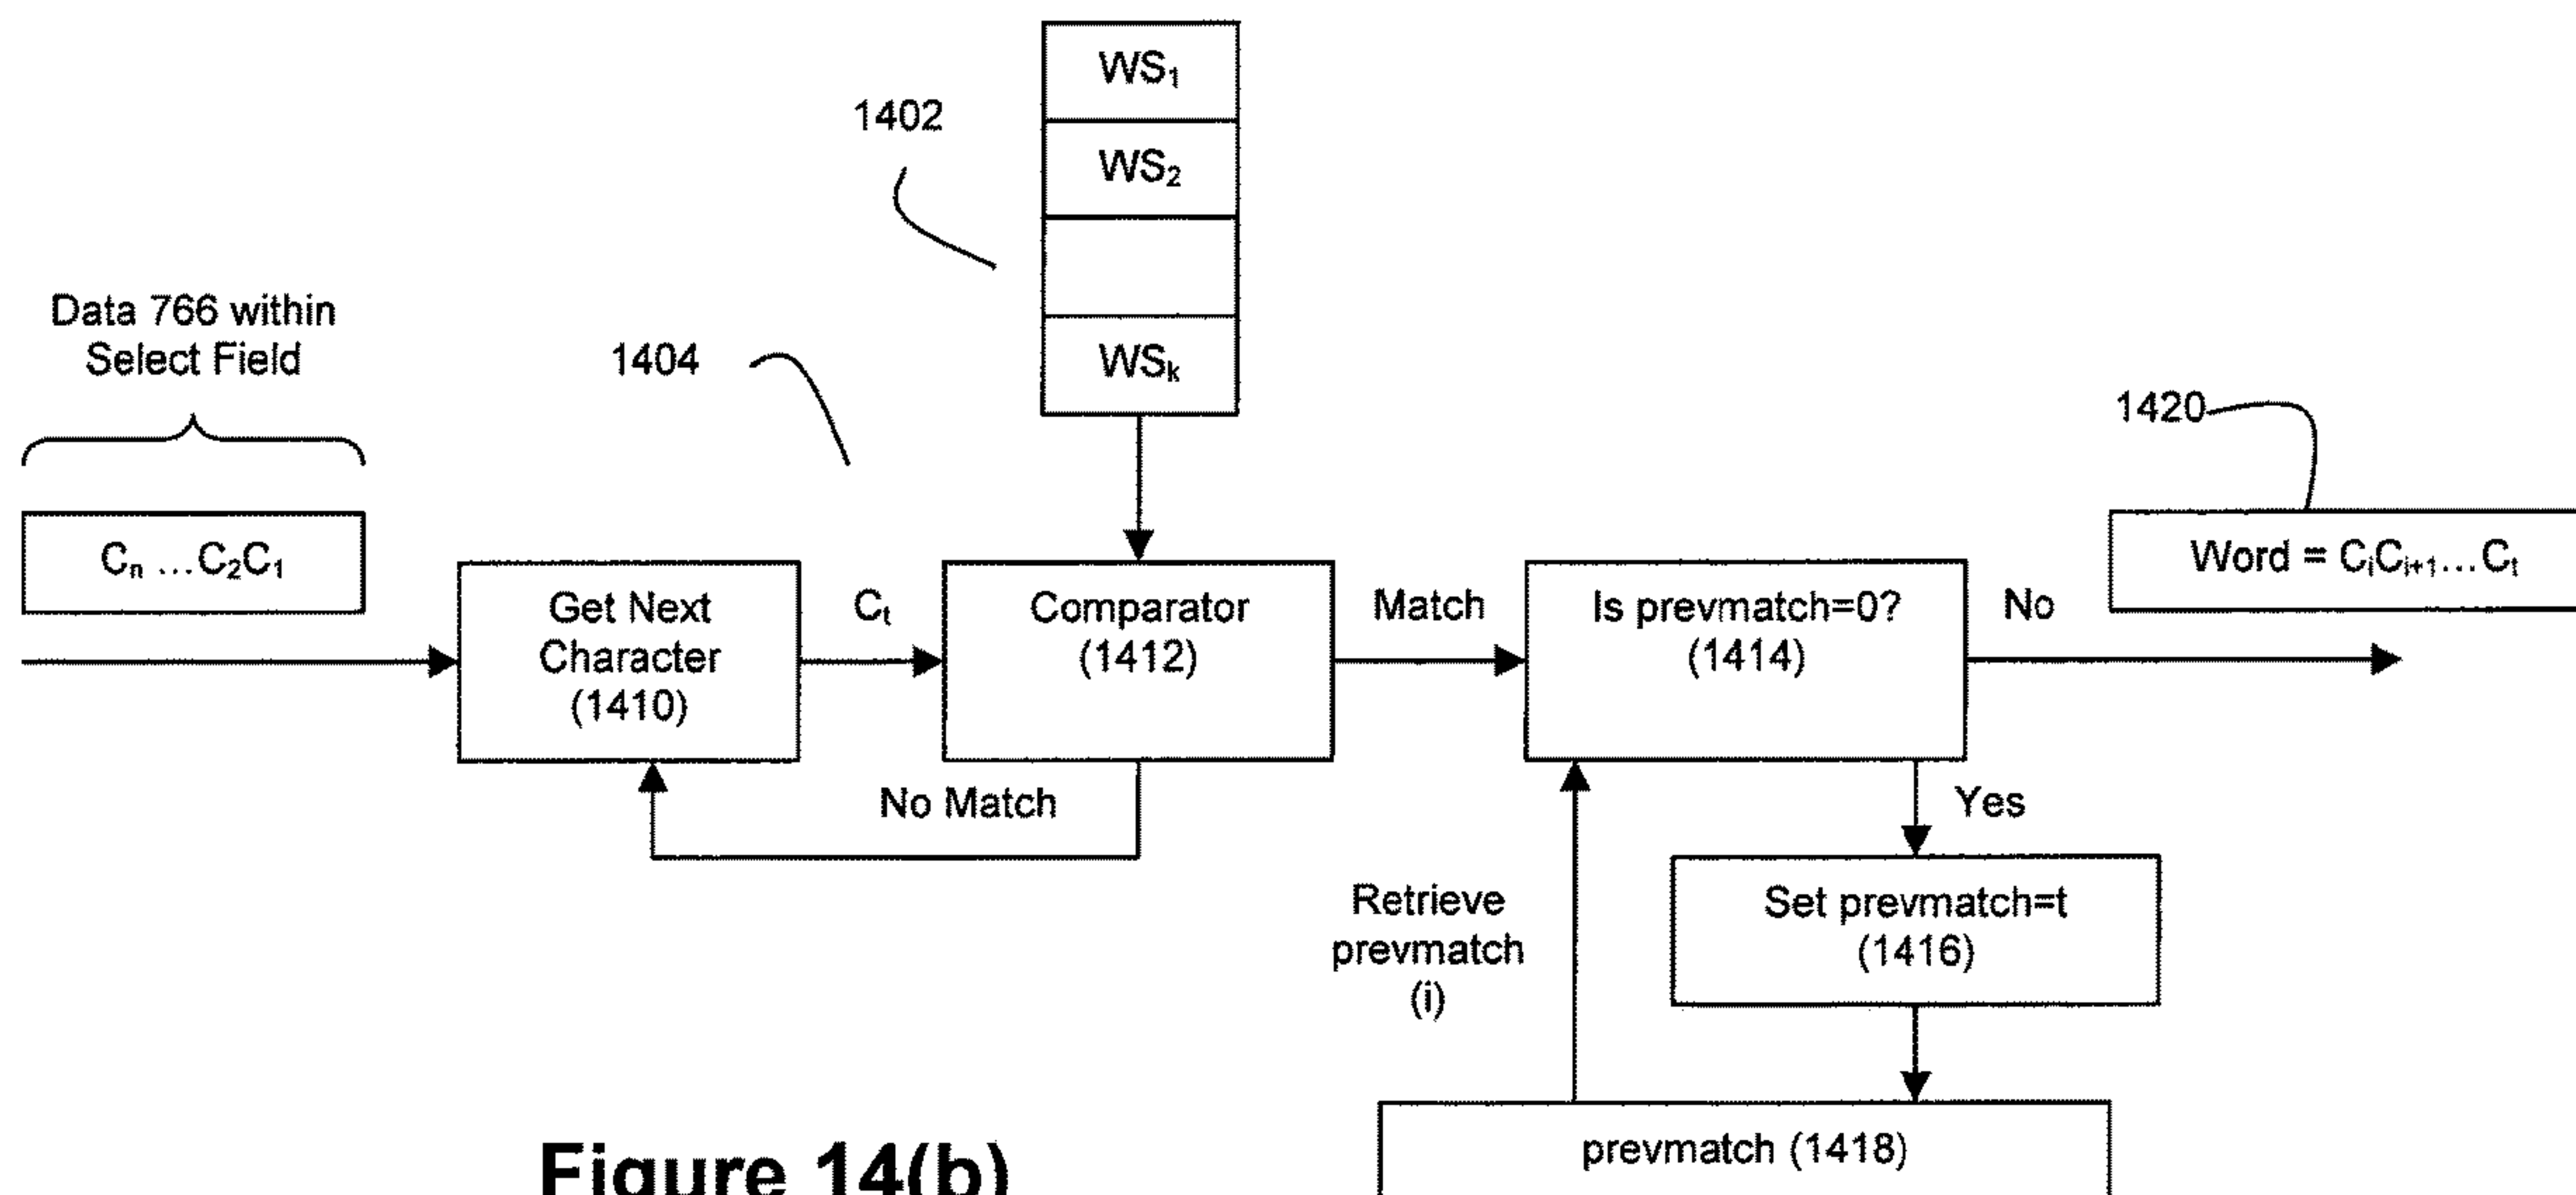 WS₁
1402
WS₂
Data 766 within
Select Field
1404
WSₖ
1420
Cₙ ...C₂C₁
Word = CᵢCᵢ₊₁...Cₜ
Get Next
Character
(1410)
Cₜ
Comparator
(1412)
Match
Is prevmatch=0?
(1414)
No
No Match
Yes
Retrieve
prevmatch
(i)
Set prevmatch=t
(1416)
prevmatch (1418)
Figure 14(b)